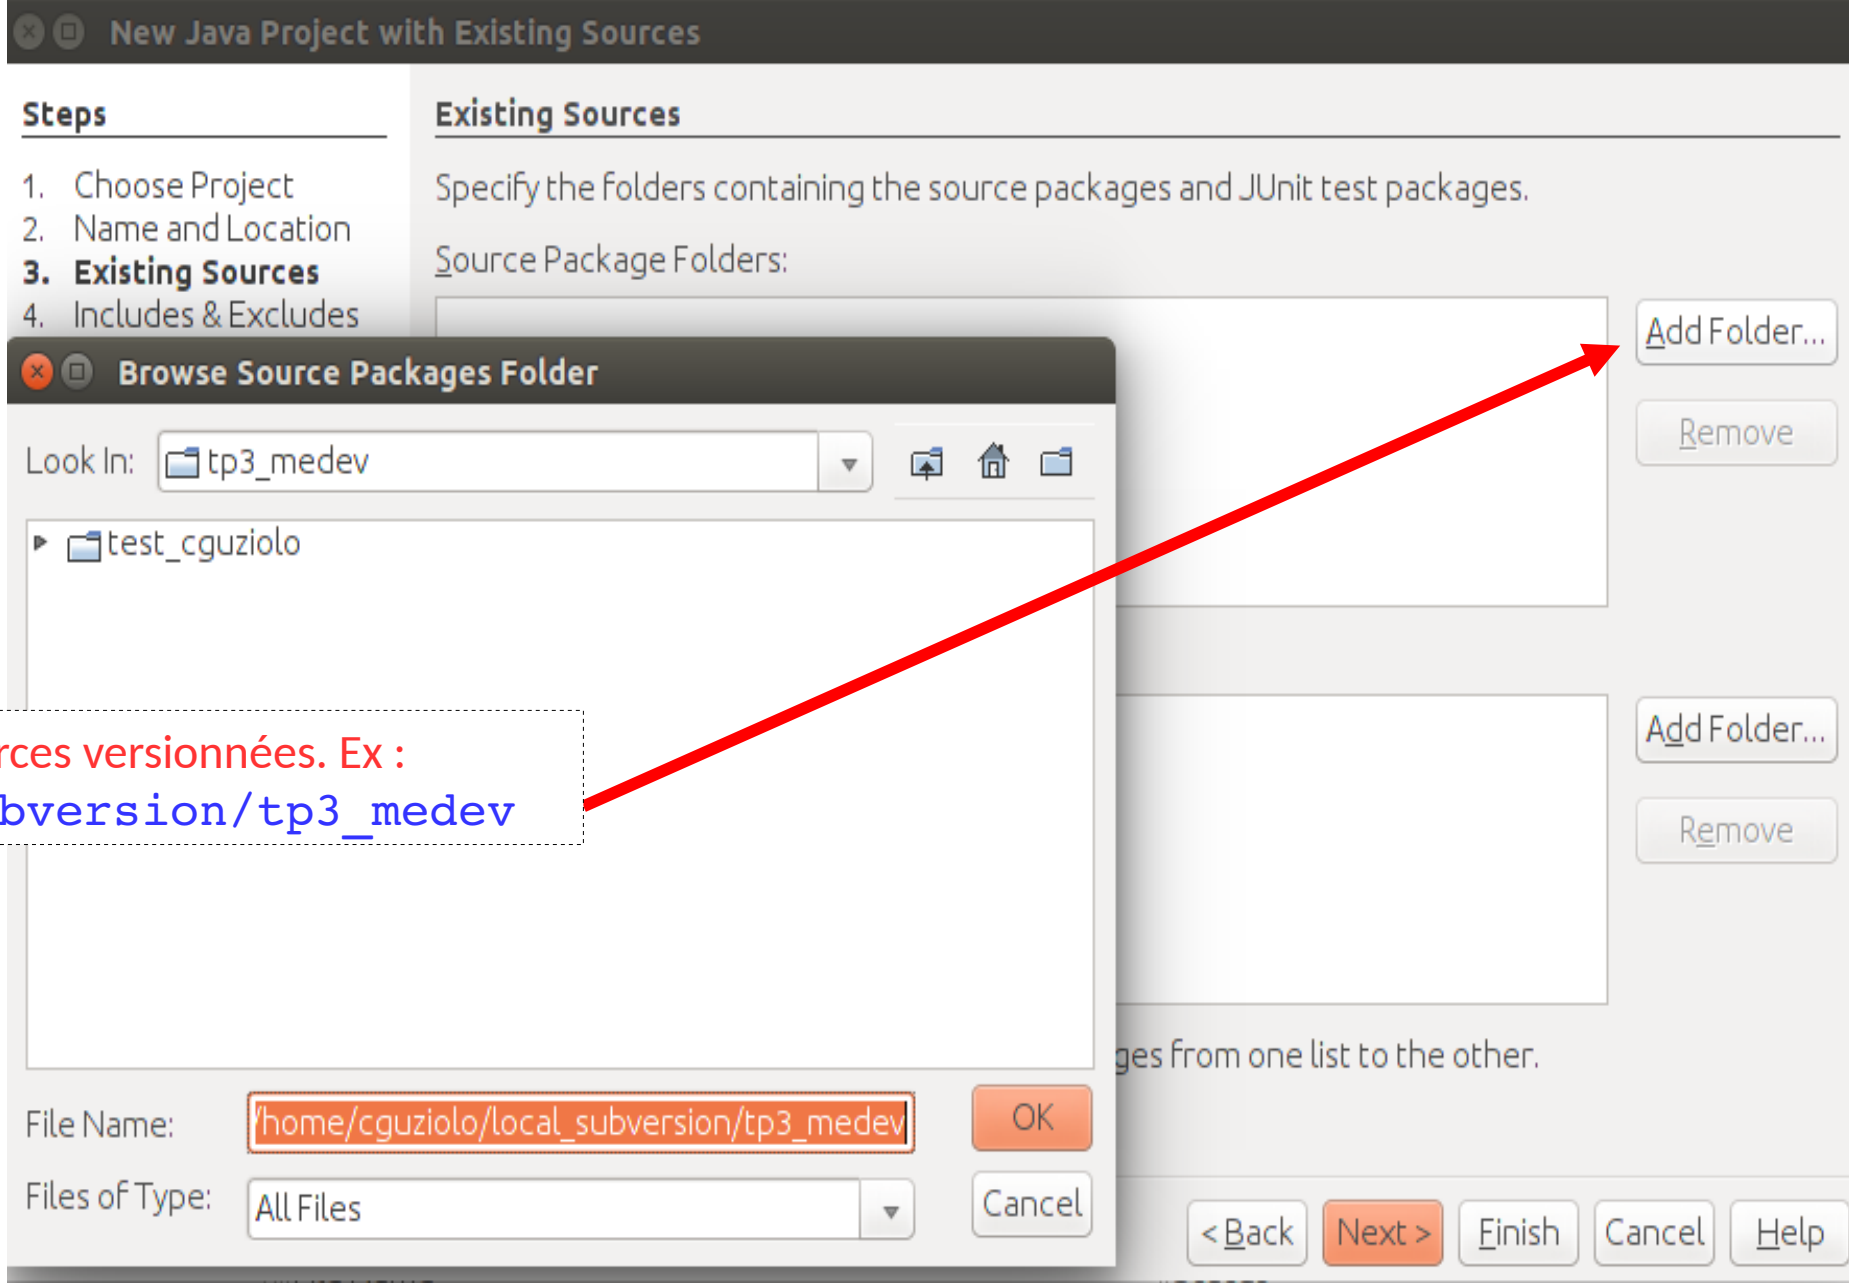 New Java Project with Existing Sources
Steps
1. Choose Project
2. Name and Location
3. Existing Sources
4. Includes & Excludes
Existing Sources
Specify the folders containing the source packages and JUnit test packages.
Source Package Folders:
Add Folder...
Remove
Browse Source Packages Folder
Look In: tp3_medev
test_cguziolo
rces versionnées. Ex :
bversion/tp3_medev
Add Folder...
Remove
ges from one list to the other.
File Name: /home/cguziolo/local_subversion/tp3_medev
OK
Files of Type: All Files
Cancel
< Back
Next >
Finish
Cancel
Help